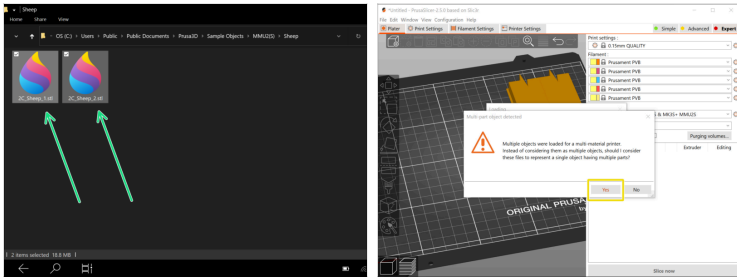 Sheep
Home Share View
OS (C:) › Users › Public › Public Documents › Prusa3D › Sample Objects › MMU2(S) › Sheep
2C_Sheep_1.stl
2C_Sheep_2.stl
2 items selected 18.8 MB
*Untitled - PrusaSlicer-2.3.0 based on Slic3r
File Edit Window View Configuration Help
Plater Print Settings Filament Settings Printer Settings
Simple Advanced Expert
Print settings :
0.15mm QUALITY
Filament :
Prusament PVB
Prusament PVB
Prusament PVB
Prusament PVB
Prusament PVB
& MK3S+ MMU2S
Purging volumes...
Extruder Editing
Loading
Multi-part object detected
Multiple objects were loaded for a multi-material printer.
Instead of considering them as multiple objects, should I consider
these files to represent a single object having multiple parts?
Yes No
ORIGINAL PRUSA
by
Slice now